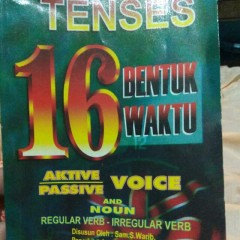 TENSES
16
BENTUK
WAKTU
AKTIVE
PASSIVE
VOICE
AND
NOUN
REGULAR VERB - IRREGULAR VERB
Disusun Oleh : Sam.S.Warib